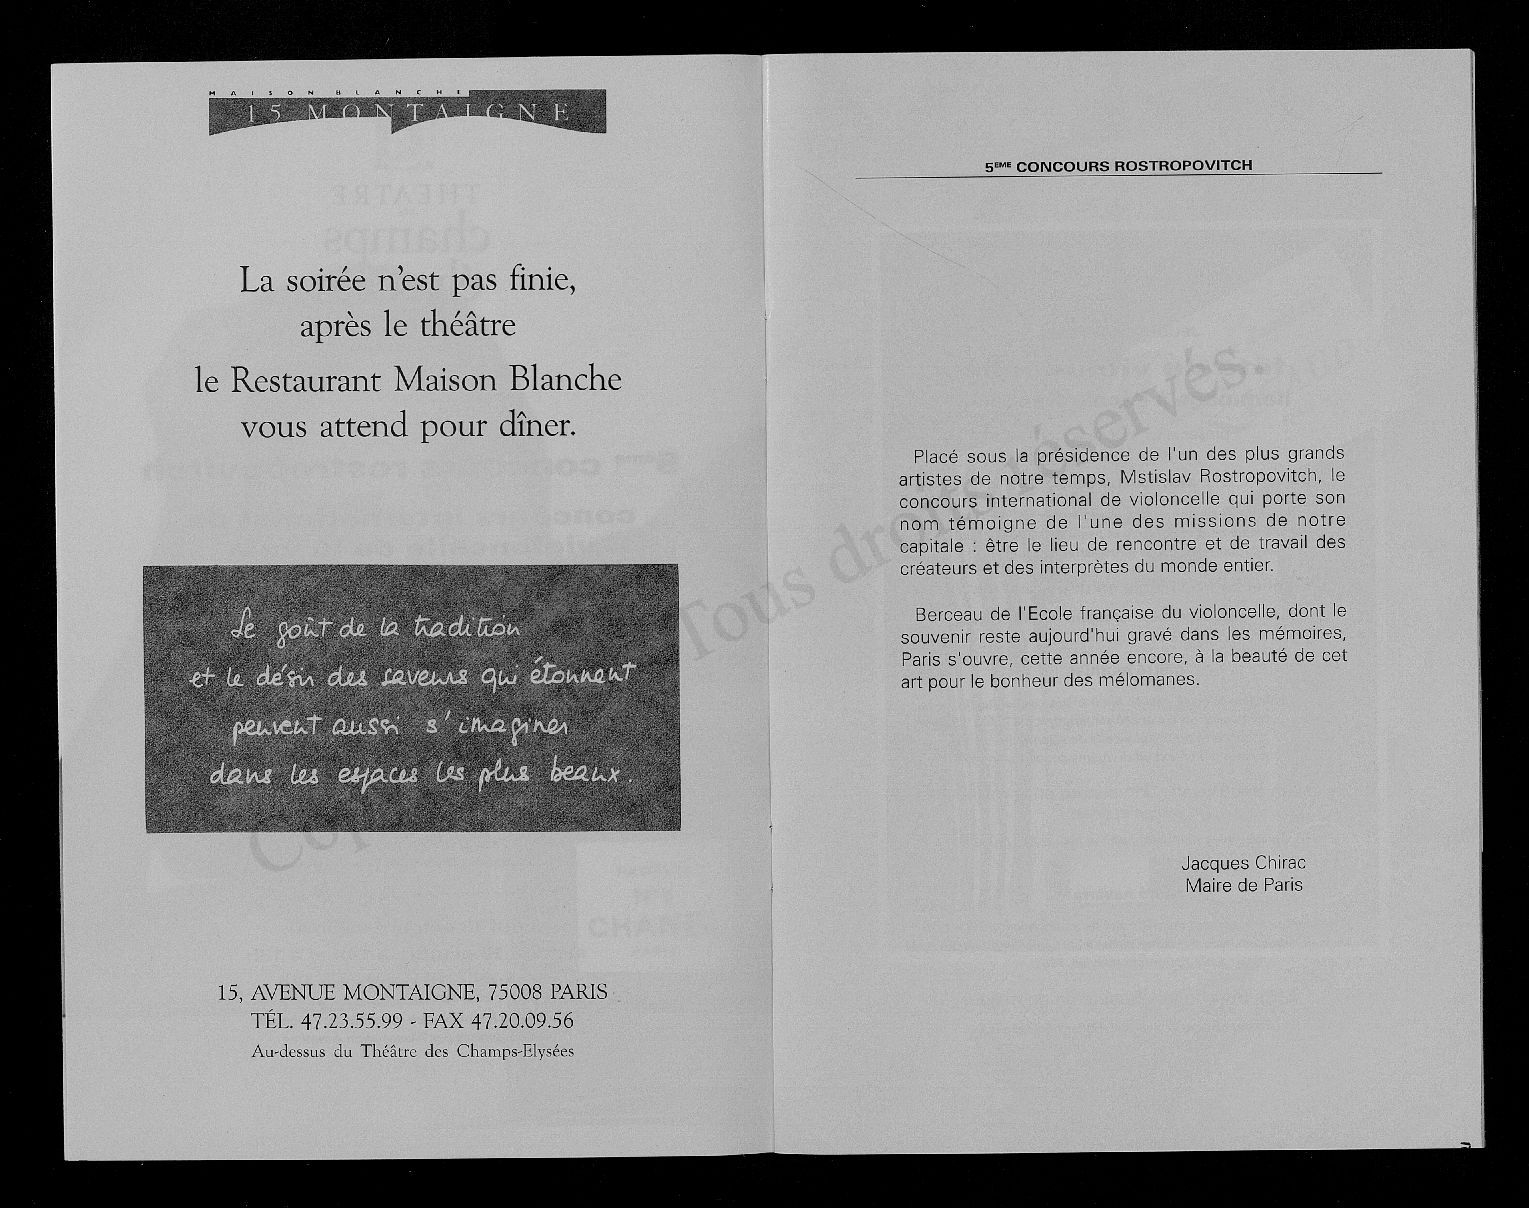 MAISON BLANCHE
15 MONTAIGNE
La soirée n'est pas finie,
après le théâtre
le Restaurant Maison Blanche
vous attend pour dîner.
Le goût de la tradition
et le désir des saveurs qui étonnent
peuvent aussi s'imaginer
dans les espaces les plus beaux.
15, AVENUE MONTAIGNE, 75008 PARIS
TÉL. 47.23.55.99 - FAX 47.20.09.56
Au-dessus du Théâtre des Champs-Elysées
5EME CONCOURS ROSTROPOVITCH
Placé sous la présidence de l'un des plus grands
artistes de notre temps, Mstislav Rostropovitch, le
concours international de violoncelle qui porte son
nom témoigne de l'une des missions de notre
capitale : être le lieu de rencontre et de travail des
créateurs et des interprètes du monde entier.
Berceau de l'Ecole française du violoncelle, dont le
souvenir reste aujourd'hui gravé dans les mémoires,
Paris s'ouvre, cette année encore, à la beauté de cet
art pour le bonheur des mélomanes.
Jacques Chirac
Maire de Paris
Tous droits réservés.